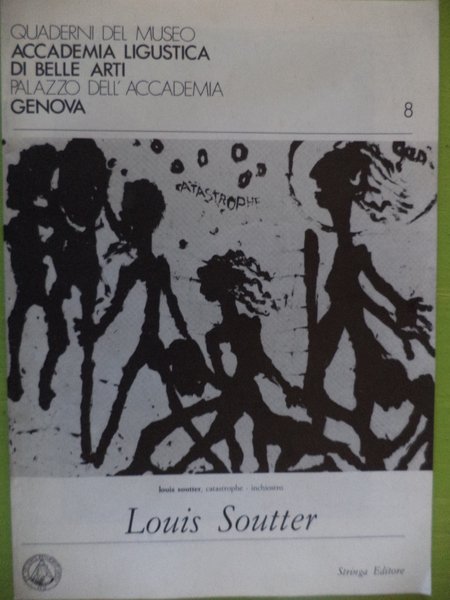 QUADERNI DEL MUSEO
ACCADEMIA LIGUSTICA
DI BELLE ARTI
PALAZZO DELL'ACCADEMIA
GENOVA
8
CATASTROPHE
louis soutter, catastrophe - inchiostri
Louis Soutter
Stringa Editore